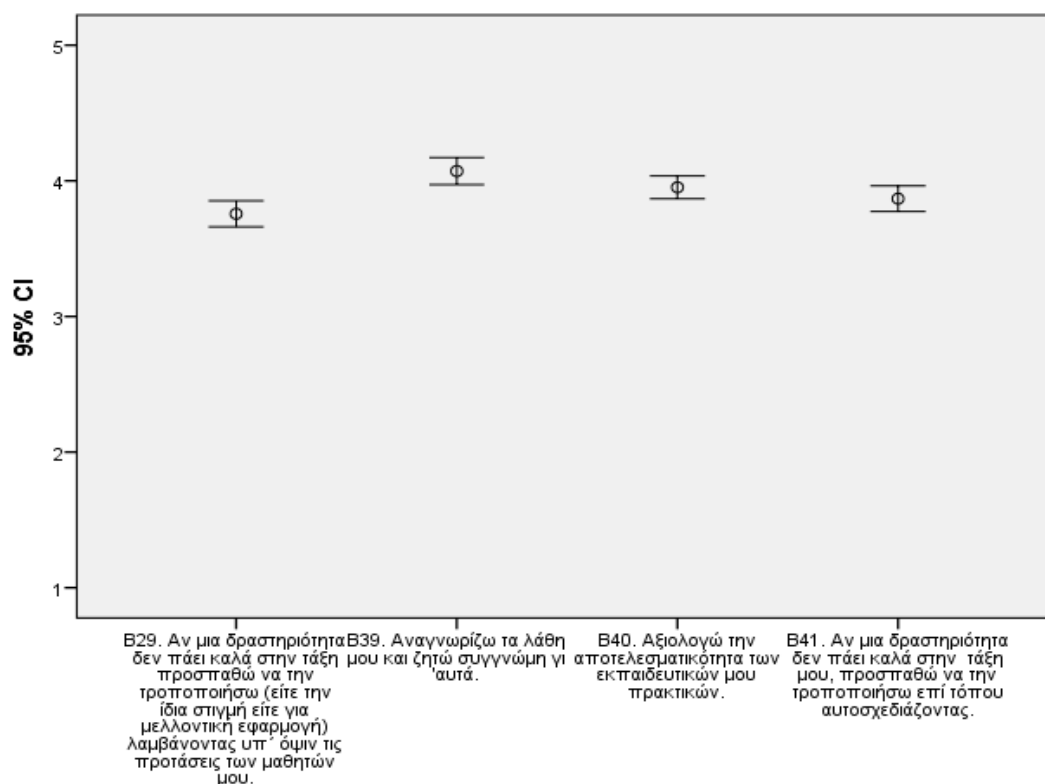 5
4
3
2
1
95% CI
B29. Αν μια δραστηριότητα
δεν πάει καλά στην τάξη
προσπαθώ να την
τροποποιήσω (είτε την
ίδια στιγμή είτε για
μελλοντική εφαρμογή)
λαμβάνοντας υπ΄ όψιν τις
προτάσεις των μαθητών
μου.
B39. Αναγνωρίζω τα λάθη
μου και ζητώ συγγνώμη γι
'αυτά.
B40. Αξιολογώ την
αποτελεσματικότητα των
εκπαιδευτικών μου
πρακτικών.
B41. Αν μια δραστηριότητα
δεν πάει καλά στην τάξη
μου, προσπαθώ να την
τροποποιήσω επί τόπου
αυτοσχεδιάζοντας.